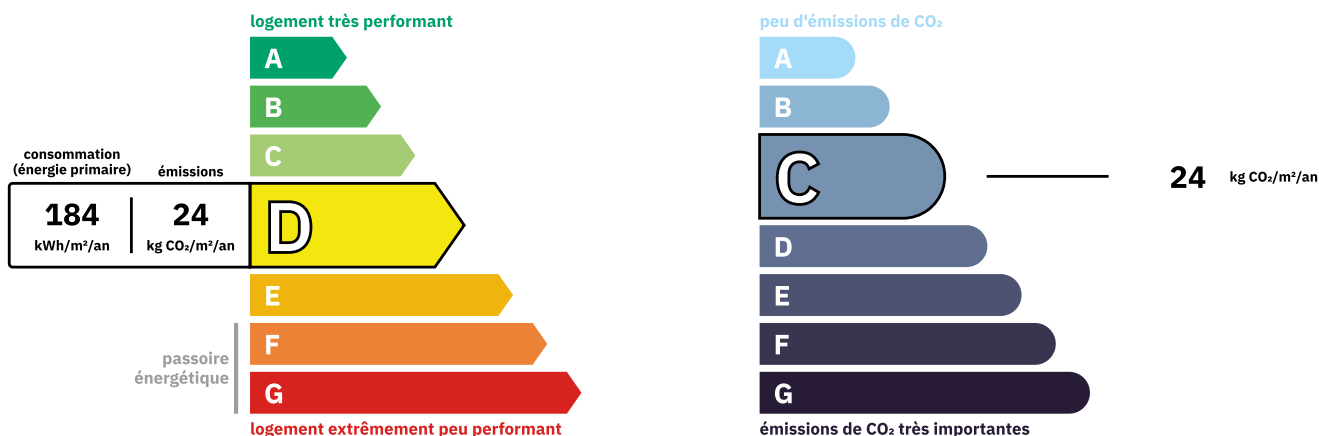 logement très performant
A
B
C
consommation
(énergie primaire)
émissions
184
kWh/m²/an
24
kg CO₂/m²/an
D
E
F
G
passoire
énergétique
logement extrêmement peu performant
peu d'émissions de CO₂
A
B
C
24
kg CO₂/m²/an
D
E
F
G
émissions de CO₂ très importantes